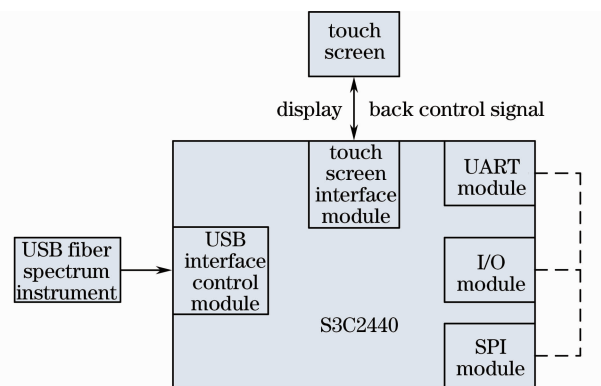 touch
screen
display
back control signal
touch
screen
interface
module
UART
module
USB fiber
spectrum
instrument
USB
interface
control
module
I/O
module
S3C2440
SPI
module